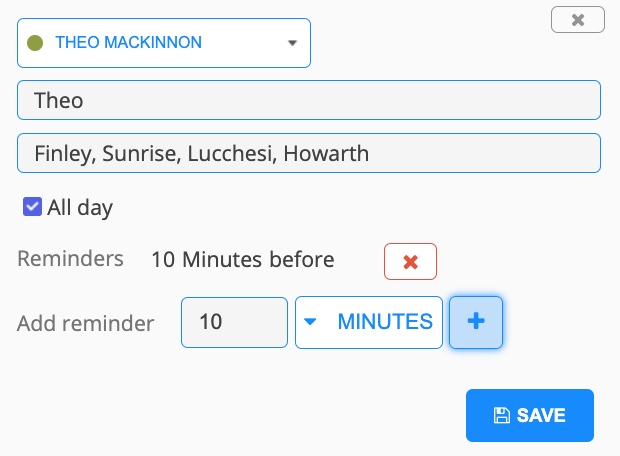 THEO MACKINNON
Theo
Finley, Sunrise, Lucchesi, Howarth
All day
Reminders 10 Minutes before
Add reminder 10 MINUTES
SAVE